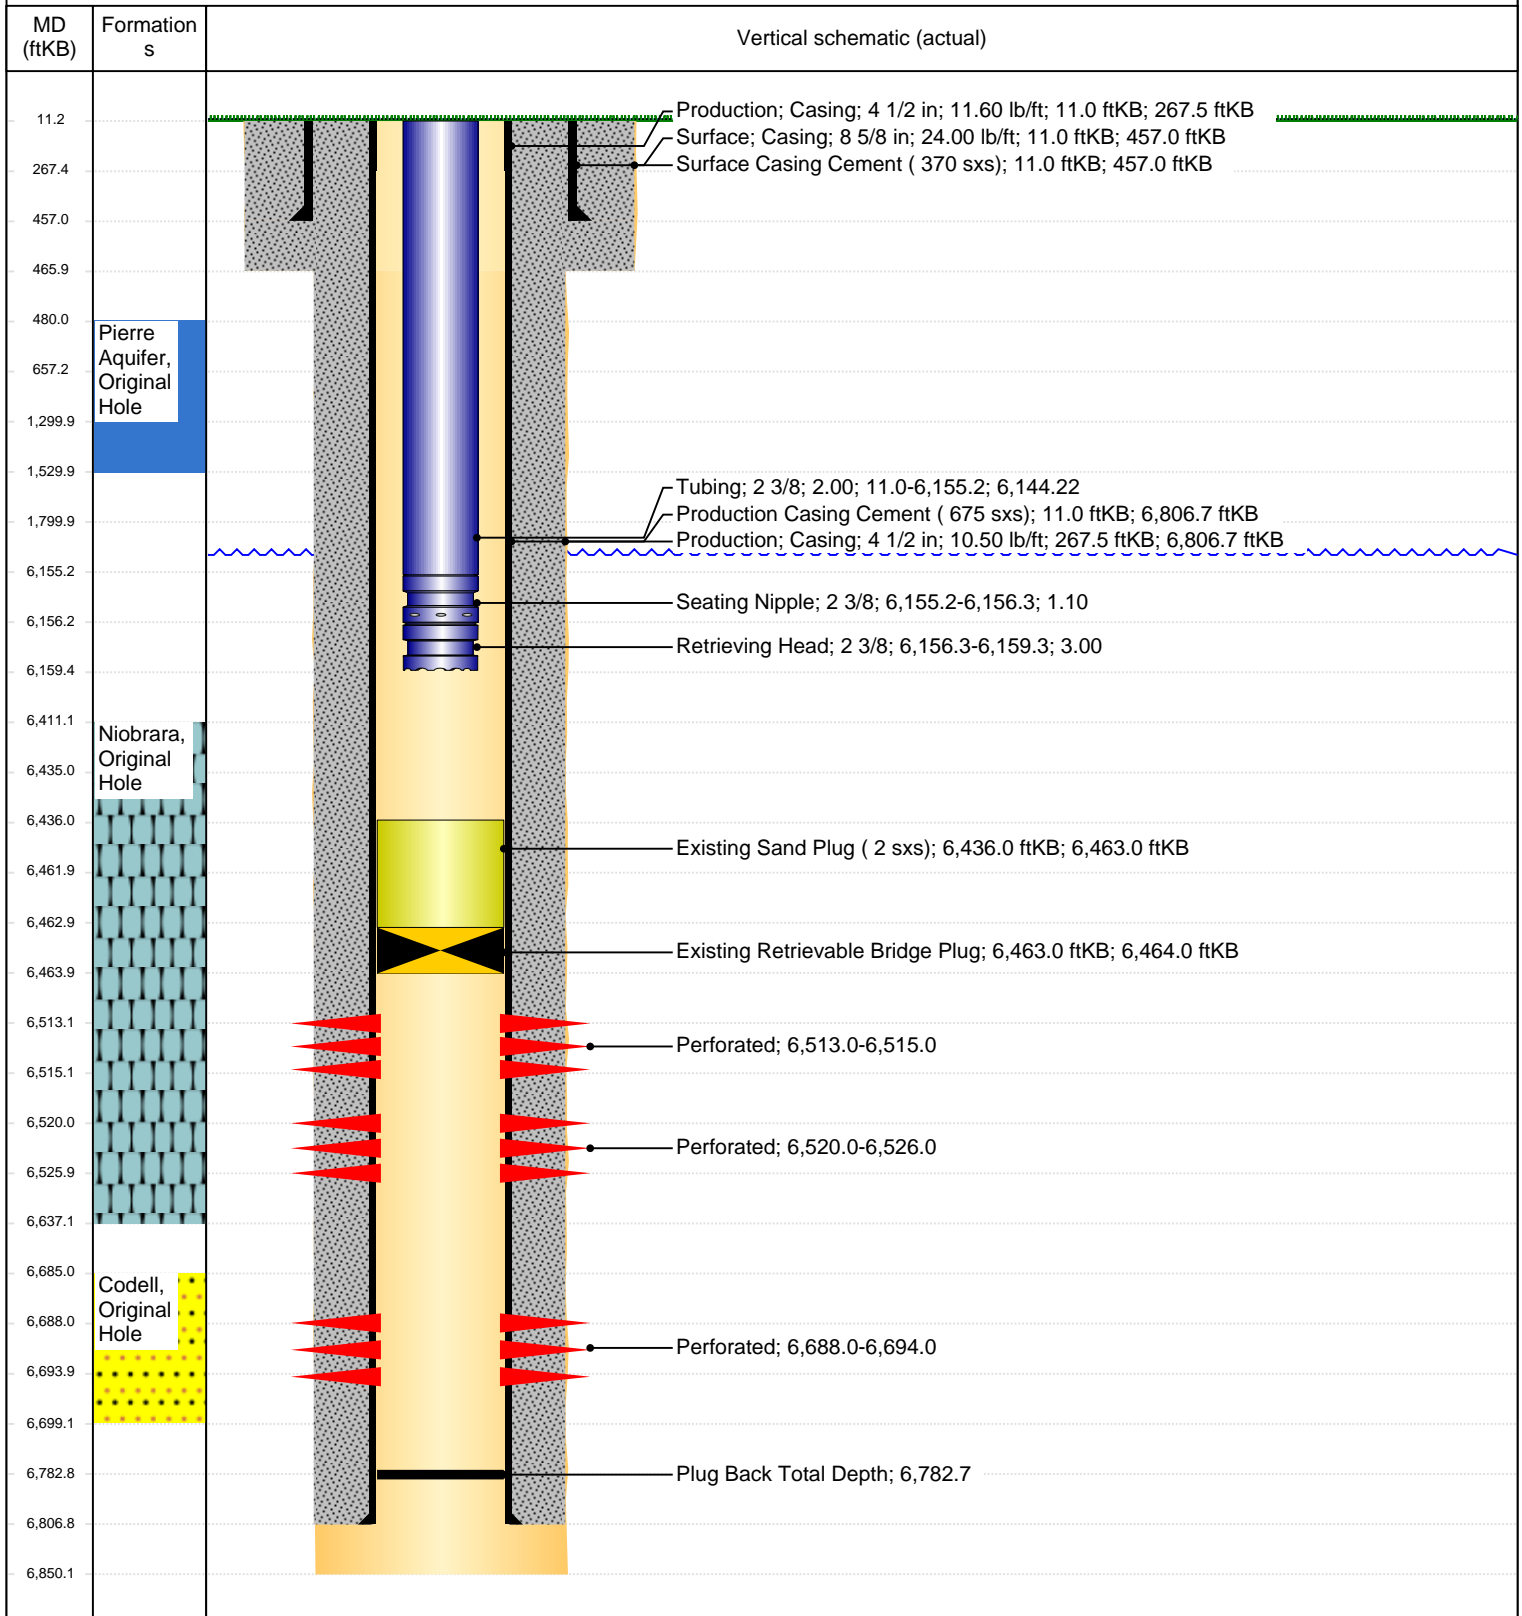 MD
(ftKB)
Formation
s
Vertical schematic (actual)
11.2
Production; Casing; 4 1/2 in; 11.60 lb/ft; 11.0 ftKB; 267.5 ftKB
Surface; Casing; 8 5/8 in; 24.00 lb/ft; 11.0 ftKB; 457.0 ftKB
Surface Casing Cement ( 370 sxs); 11.0 ftKB; 457.0 ftKB
267.4
457.0
465.9
480.0
Pierre
Aquifer,
Original
Hole
657.2
1,299.9
1,529.9
Tubing; 2 3/8; 2.00; 11.0-6,155.2; 6,144.22
Production Casing Cement ( 675 sxs); 11.0 ftKB; 6,806.7 ftKB
1,799.9
Production; Casing; 4 1/2 in; 10.50 lb/ft; 267.5 ftKB; 6,806.7 ftKB
6,155.2
Seating Nipple; 2 3/8; 6,155.2-6,156.3; 1.10
6,156.2
Retrieving Head; 2 3/8; 6,156.3-6,159.3; 3.00
6,159.4
6,411.1
Niobrara,
Original
Hole
6,435.0
6,436.0
Existing Sand Plug ( 2 sxs); 6,436.0 ftKB; 6,463.0 ftKB
6,461.9
6,462.9
Existing Retrievable Bridge Plug; 6,463.0 ftKB; 6,464.0 ftKB
6,463.9
6,513.1
Perforated; 6,513.0-6,515.0
6,515.1
6,520.0
Perforated; 6,520.0-6,526.0
6,525.9
6,637.1
6,685.0
Codell,
Original
Hole
6,688.0
Perforated; 6,688.0-6,694.0
6,693.9
6,699.1
6,782.8
Plug Back Total Depth; 6,782.7
6,806.8
6,850.1